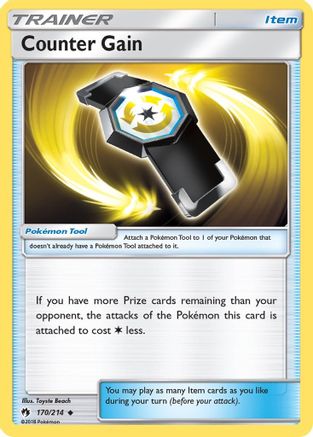 TRAINER Item
Counter Gain
Pokémon Tool Attach a Pokémon Tool to 1 of your Pokémon that
doesn't already have a Pokémon Tool attached to it.
If you have more Prize cards remaining than your
opponent, the attacks of the Pokémon this card is
attached to cost less.
Illus. Toyste Beach
170/214
©2018 Pokémon
You may play as many Item cards as you like
during your turn (before your attack).